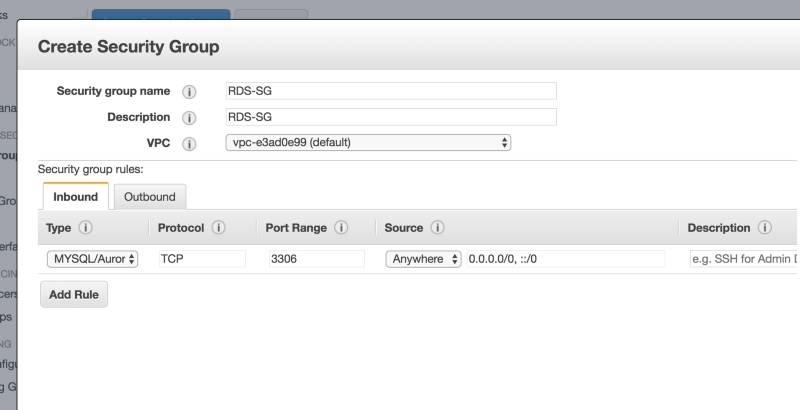 Create Security Group
Security group name i RDS-SG
Description i RDS-SG
VPC i vpc-e3ad0e99 (default)
Security group rules:
Inbound Outbound
Type i Protocol i Port Range i Source i Description i
MYSQL/Auror TCP 3306 Anywhere 0.0.0.0/0, ::/0 e.g. SSH for Admin D
Add Rule